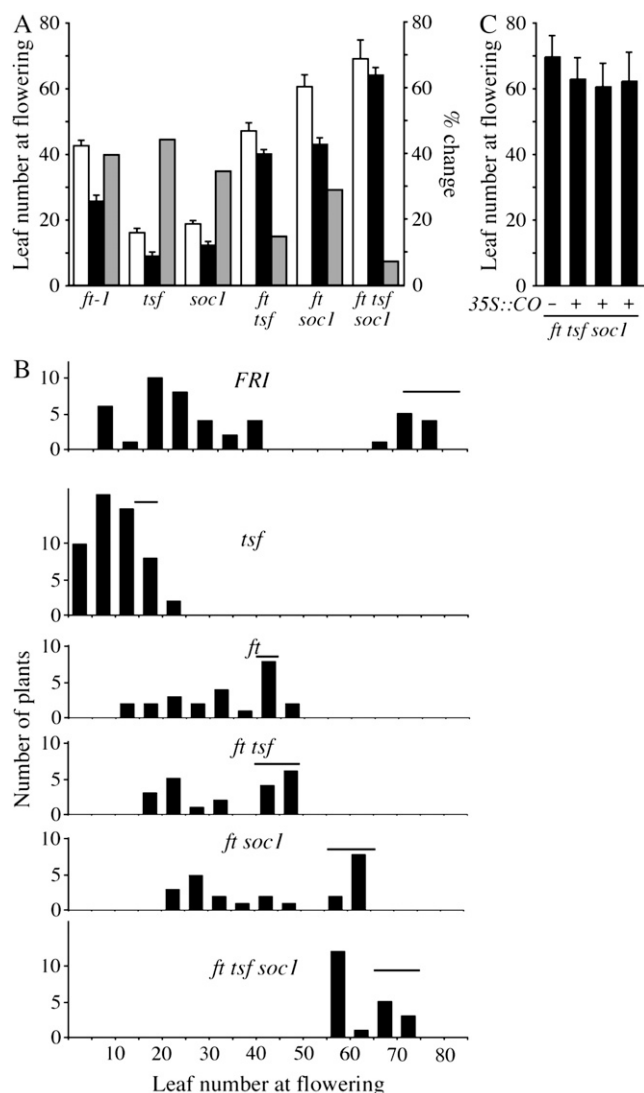 A
Leaf number at flowering
80
60
40
20
0
80
60
40
20
0
% change
ft-1
tsf
soc1
ft
tsf
ft
soc1
ft tsf
soc1
C
Leaf number at flowering
80
60
40
20
0
35S::CO − + + +
ft tsf soc1
B
Number of plants
10
5
0
FRI
10
5
0
tsf
10
5
0
ft
10
5
0
ft tsf
10
5
0
ft soc1
10
5
0
ft tsf soc1
10 20 30 40 50 60 70 80
Leaf number at flowering